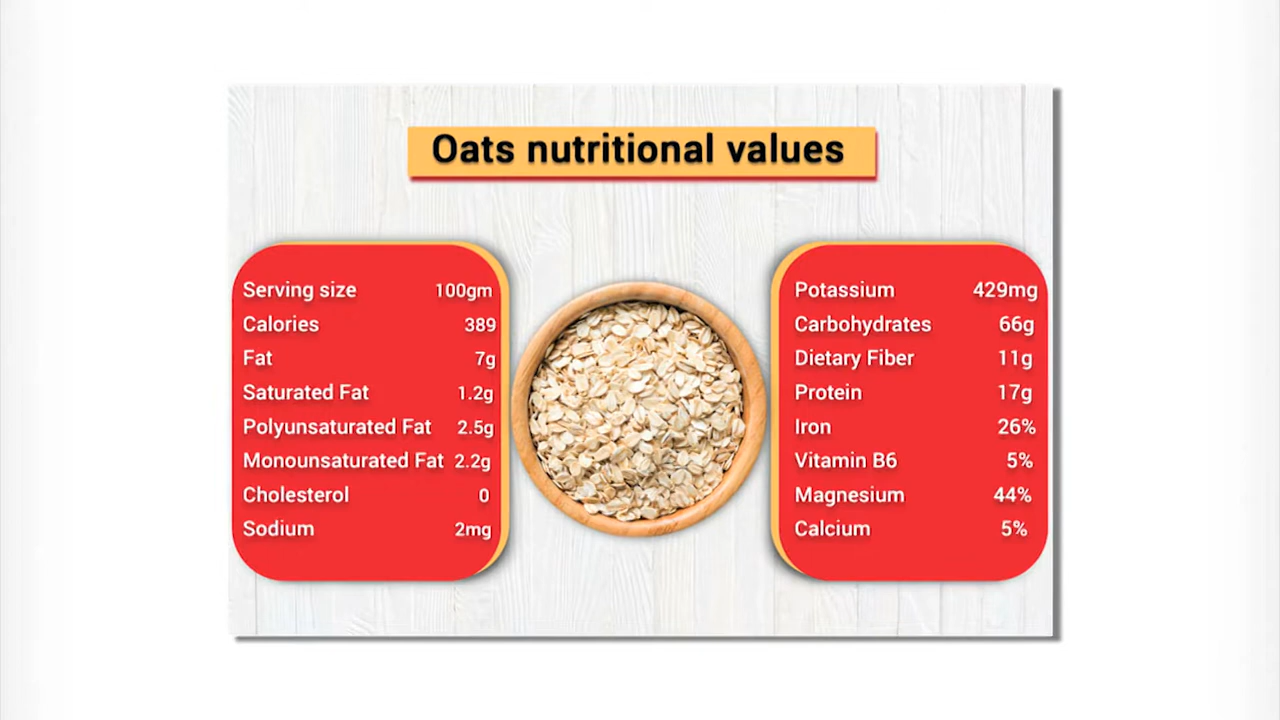 Oats nutritional values
Serving size 100gm
Calories 389
Fat 7g
Saturated Fat 1.2g
Polyunsaturated Fat 2.5g
Monounsaturated Fat 2.2g
Cholesterol 0
Sodium 2mg
Potassium 429mg
Carbohydrates 66g
Dietary Fiber 11g
Protein 17g
Iron 26%
Vitamin B6 5%
Magnesium 44%
Calcium 5%